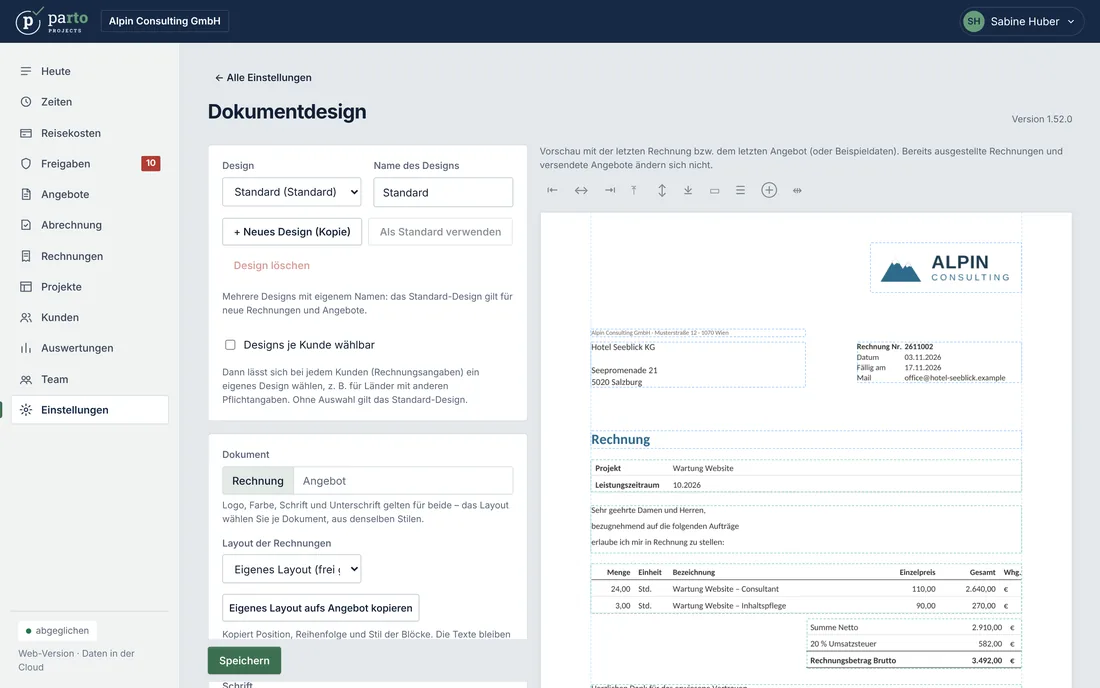 parto
PROJECTS
Alpin Consulting GmbH
SH Sabine Huber
Heute
Zeiten
Reisekosten
Freigaben 10
Angebote
Abrechnung
Rechnungen
Projekte
Kunden
Auswertungen
Team
Einstellungen
abgeglichen
Web-Version · Daten in der
Cloud
← Alle Einstellungen
Dokumentdesign
Version 1.52.0
Design
Name des Designs
Standard (Standard)
Standard
+ Neues Design (Kopie)
Als Standard verwenden
Design löschen
Mehrere Designs mit eigenem Namen: das Standard-Design gilt für
neue Rechnungen und Angebote.
Designs je Kunde wählbar
Dann lässt sich bei jedem Kunden (Rechnungsangaben) ein
eigenes Design wählen, z. B. für Länder mit anderen
Pflichtangaben. Ohne Auswahl gilt das Standard-Design.
Dokument
Rechnung Angebot
Logo, Farbe, Schrift und Unterschrift gelten für beide – das Layout
wählen Sie je Dokument, aus denselben Stilen.
Layout der Rechnungen
Eigenes Layout (frei
Eigenes Layout aufs Angebot kopieren
Kopiert Position, Reihenfolge und Stil der Blöcke. Die Texte bleiben
Speichern
Schrift
Vorschau mit der letzten Rechnung bzw. dem letzten Angebot (oder Beispieldaten). Bereits ausgestellte Rechnungen und
versendete Angebote ändern sich nicht.
ALPIN
CONSULTING
Alpin Consulting GmbH · Musterstraße 12 · 1070 Wien
Hotel Seeblick KG
Seepromenade 21
5020 Salzburg
Rechnung Nr. 2611002
Datum 03.11.2026
Fällig am 17.11.2026
Mail office@hotel-seeblick.example
Rechnung
Projekt Wartung Website
Leistungszeitraum 10.2026
Sehr geehrte Damen und Herren,
bezugnehmend auf die folgenden Aufträge
erlaube ich mir in Rechnung zu stellen:
Menge Einheit Bezeichnung Einzelpreis Gesamt Whg.
24,00 Std. Wartung Website – Consultant 110,00 2.640,00 €
3,00 Std. Wartung Website – Inhaltspflege 90,00 270,00 €
Summe Netto 2.910,00 €
20 % Umsatzsteuer 582,00 €
Rechnungsbetrag Brutto 3.492,00 €